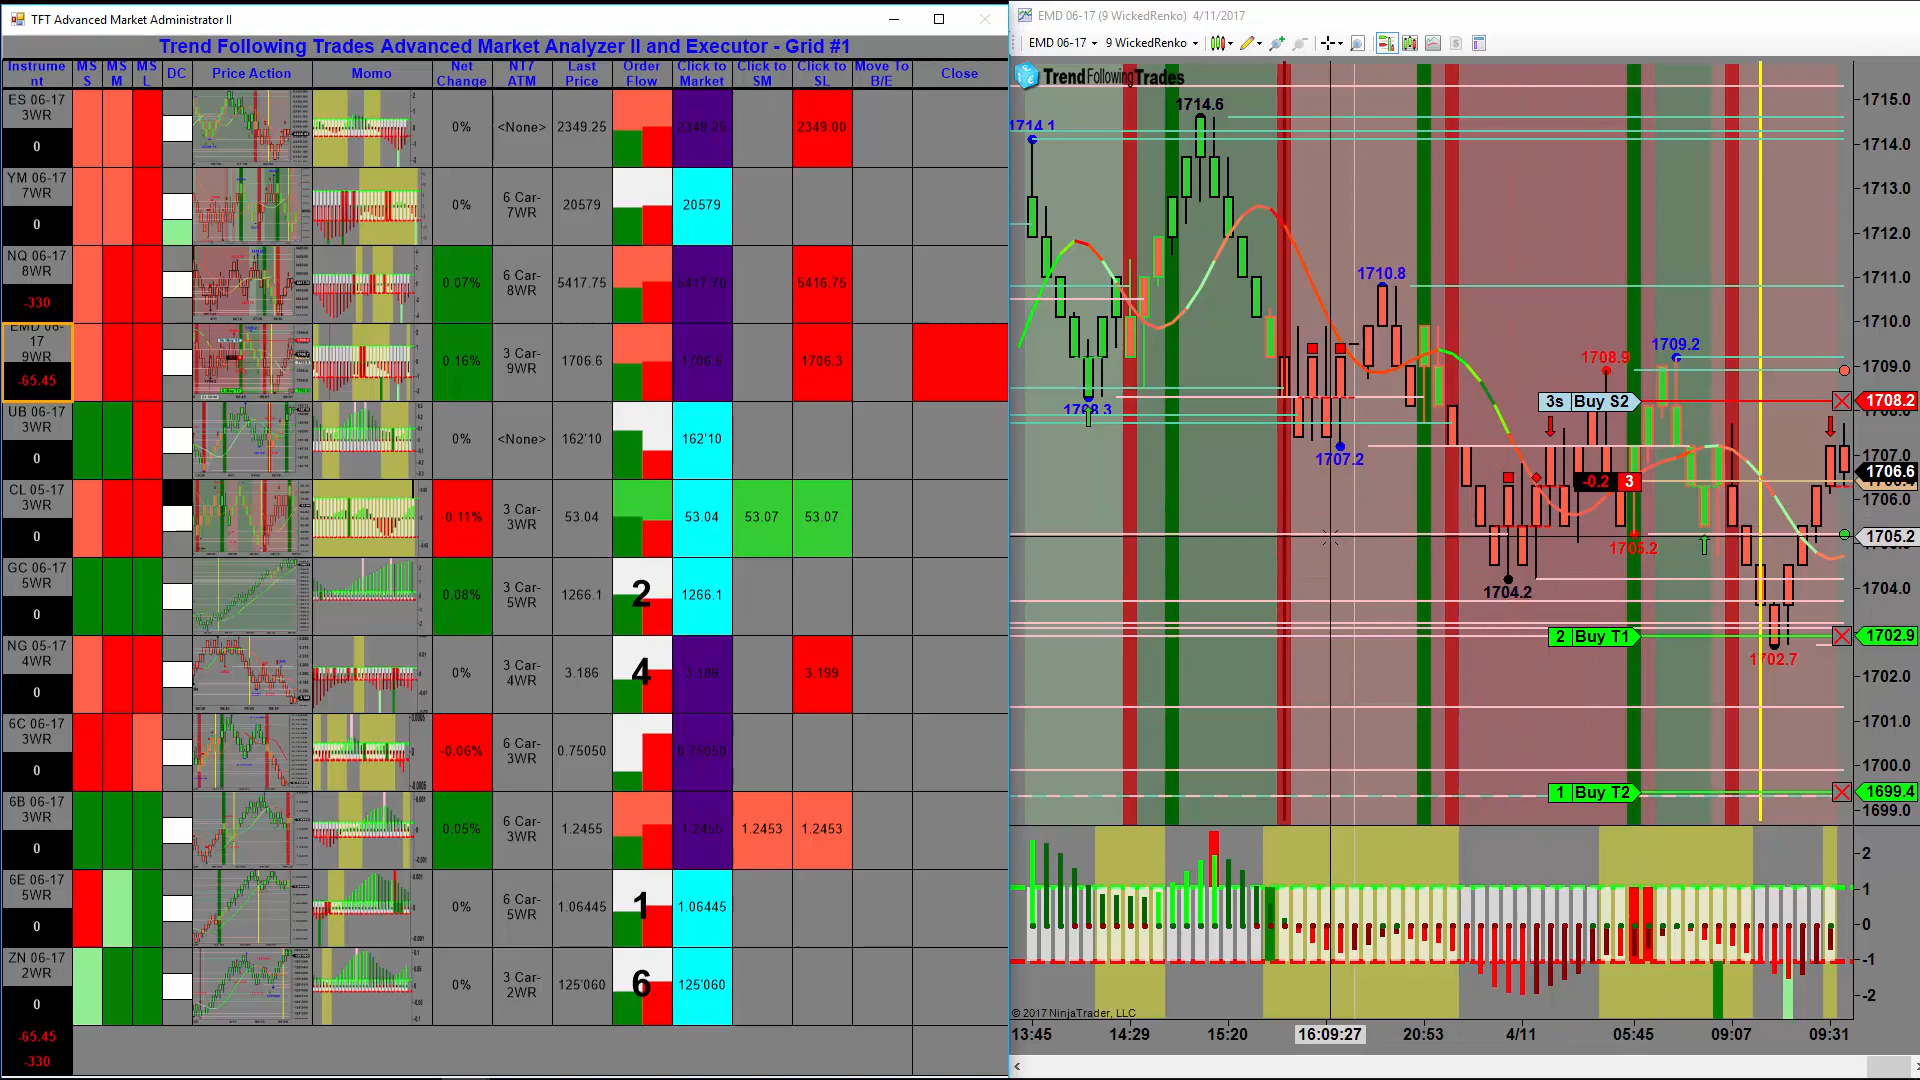 TFT Advanced Market Administrator II
Trend Following Trades Advanced Market Analyzer II and Executor - Grid #1
Instrume nt MS S MS M MS L DC Price Action Momo Net Change NT7 ATM Last Price Order Flow Click to Market Click to SM Click to SL Move To B/E Close
ES 06-17 3WR 0 0% <None> 2349.25 2349.25 2349.00
YM 06-17 7WR 0 0% 6 Car-7WR 20579 20579
NQ 06-17 8WR -330 0.07% 6 Car-8WR 5417.75 5416.75
EMD 06-17 9WR -65.45 0.16% 3 Car-9WR 1706.6 1706.6 1706.3
UB 06-17 3WR 0 0% <None> 162'10 162'10
CL 05-17 3WR 0 -0.11% 3 Car-3WR 53.04 53.04 53.07 53.07
GC 06-17 5WR 0 0.08% 3 Car-5WR 1266.1 2 1266.1
NG 05-17 4WR 0 0% 3 Car-4WR 3.186 4 3.186 3.199
6C 06-17 3WR 0 -0.06% 6 Car-3WR 0.75050 0.75050
6B 06-17 3WR 0 0.05% 6 Car-3WR 1.2455 1.2455 1.2453 1.2453
6E 06-17 5WR 0 0% 6 Car-5WR 1.06445 1 1.06445
ZN 06-17 2WR 0 0% 3 Car-2WR 125'060 6 125'060
-65.45
-330
EMD 06-17 (9 WickedRenko) 4/11/2017
EMD 06-17 9 WickedRenko
TrendFollowingTrades
1714.6
1714.1
1710.8
1709.2
1708.9
1708.3
1707.2
1705.2
1704.2
1702.7
3s Buy S2
-0.2 3
2 Buy T1
1 Buy T2
1715.0
1714.0
1713.0
1712.0
1711.0
1710.0
1709.0
1708.2
1707.0
1706.6
1706.0
1705.2
1704.0
1702.9
1702.0
1701.0
1700.0
1699.4
1699.0
2
1
0
-1
-2
© 2017 NinjaTrader, LLC
13:45 14:29 15:20 16:09:27 20:53 4/11 05:45 09:07 09:31